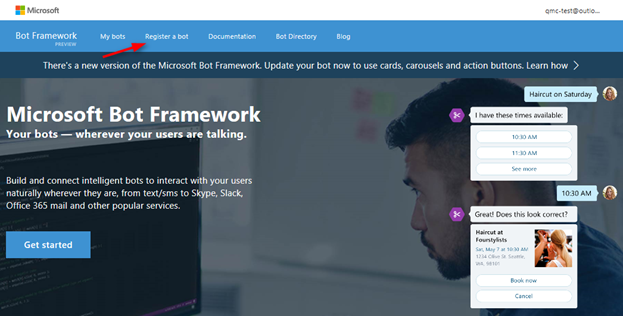 Microsoft
qmc-test@outlo...
Bot Framework
PREVIEW
My bots
Register a bot
Documentation
Bot Directory
Blog
There's a new version of the Microsoft Bot Framework. Update your bot now to use cards, carousels and action buttons. Learn how
Microsoft Bot Framework
Your bots — wherever your users are talking.
Build and connect intelligent bots to interact with your users
naturally wherever they are, from text/sms to Skype, Slack,
Office 365 mail and other popular services.
Get started
Haircut on Saturday
I have these times available:
10:30 AM
11:30 AM
See more
10:30 AM
Great! Does this look correct?
Haircut at
Fourstylists
Sat, May 7 at 10:30 AM
1234 Olive St. Seattle,
WA, 98101
Book now
Cancel